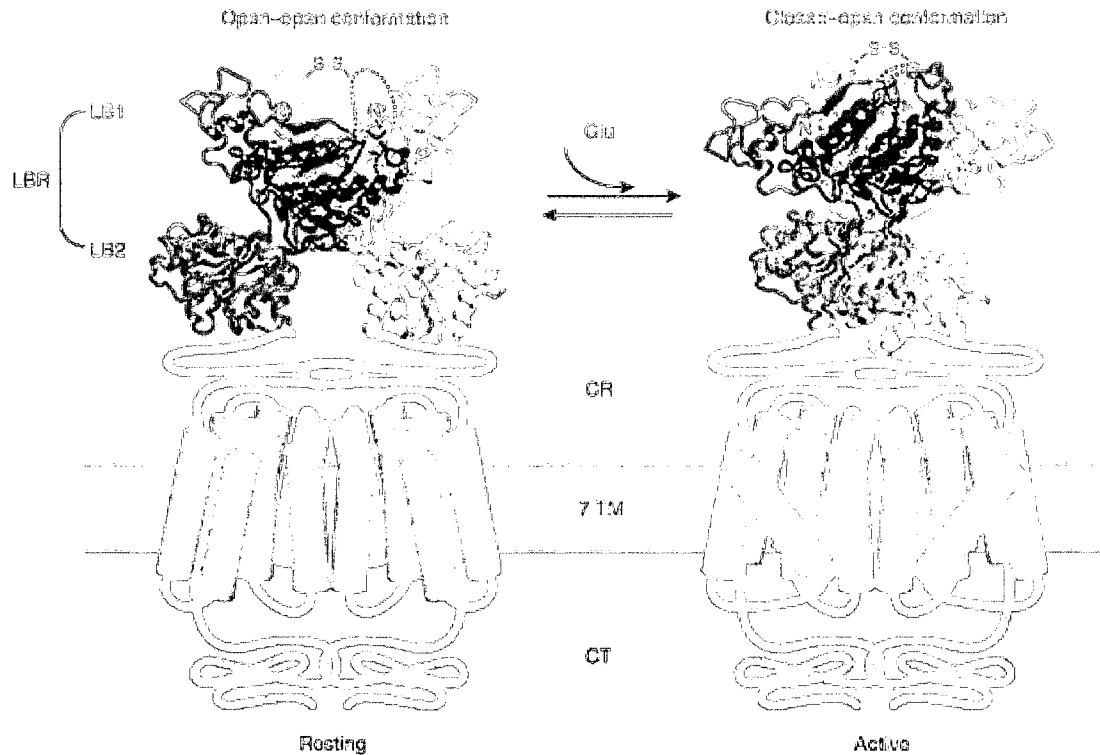 Open-open conformation
Closed-open conformation
S-S
S-S
LB1
Glu
LBR
LB2
CR
7 TM
CT
Resting
Active